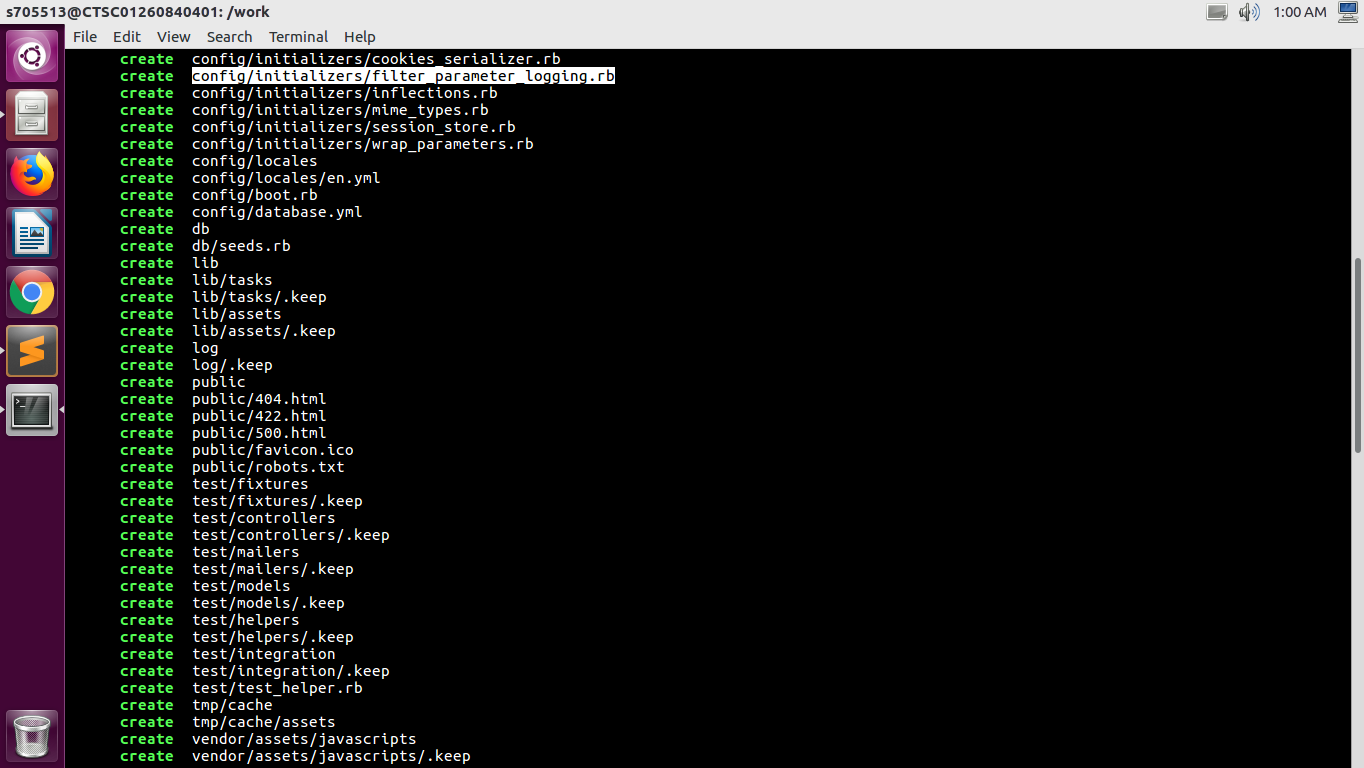 s705513@CTSC01260840401: /work
1:00 AM
File Edit View Search Terminal Help
create config/initializers/cookies_serializer.rb
create config/initializers/filter_parameter_logging.rb
create config/initializers/inflections.rb
create config/initializers/mime_types.rb
create config/initializers/session_store.rb
create config/initializers/wrap_parameters.rb
create config/locales
create config/locales/en.yml
create config/boot.rb
create config/database.yml
create db
create db/seeds.rb
create lib
create lib/tasks
create lib/tasks/.keep
create lib/assets
create lib/assets/.keep
create log
create log/.keep
create public
create public/404.html
create public/422.html
create public/500.html
create public/favicon.ico
create public/robots.txt
create test/fixtures
create test/fixtures/.keep
create test/controllers
create test/controllers/.keep
create test/mailers
create test/mailers/.keep
create test/models
create test/models/.keep
create test/helpers
create test/helpers/.keep
create test/integration
create test/integration/.keep
create test/test_helper.rb
create tmp/cache
create tmp/cache/assets
create vendor/assets/javascripts
create vendor/assets/javascripts/.keep